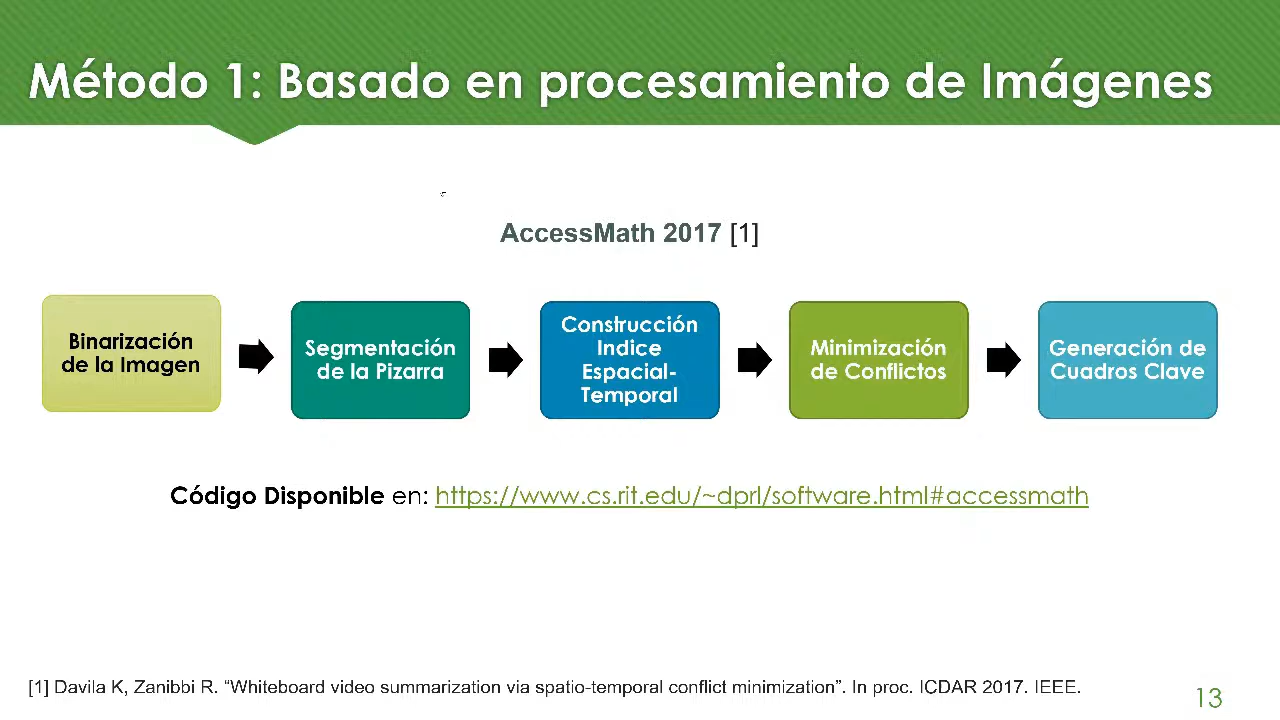 Método 1: Basado en procesamiento de Imágenes
AccessMath 2017 [1]
Binarización
de la Imagen
Segmentación
de la Pizarra
Construcción
Indice
Espacial-
Temporal
Minimización
de Conflictos
Generación de
Cuadros Clave
Código Disponible en: https://www.cs.rit.edu/~dprl/software.html#accessmath
[1] Davila K, Zanibbi R. “Whiteboard video summarization via spatio-temporal conflict minimization”. In proc. ICDAR 2017. IEEE.
13